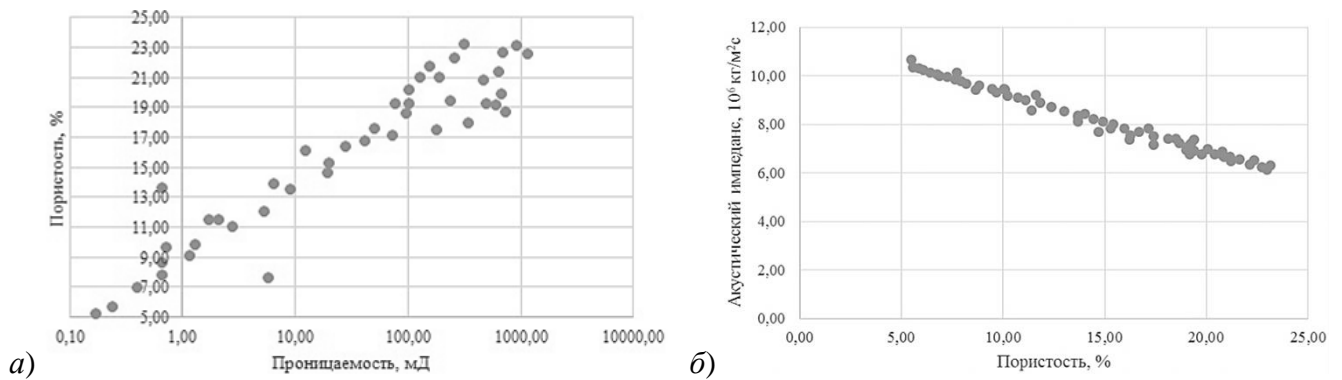 25,00
23,00
21,00
19,00
17,00
15,00
13,00
11,00
9,00
7,00
5,00
Пористость, %
0,10 1,00 10,00 100,00 1000,00 10000,00
Проницаемость, мД
а)
12,00
10,00
8,00
6,00
4,00
2,00
0,00
Акустический импеданс, 10⁶ кг/м²с
0,00 5,00 10,00 15,00 20,00 25,00
Пористость, %
б)